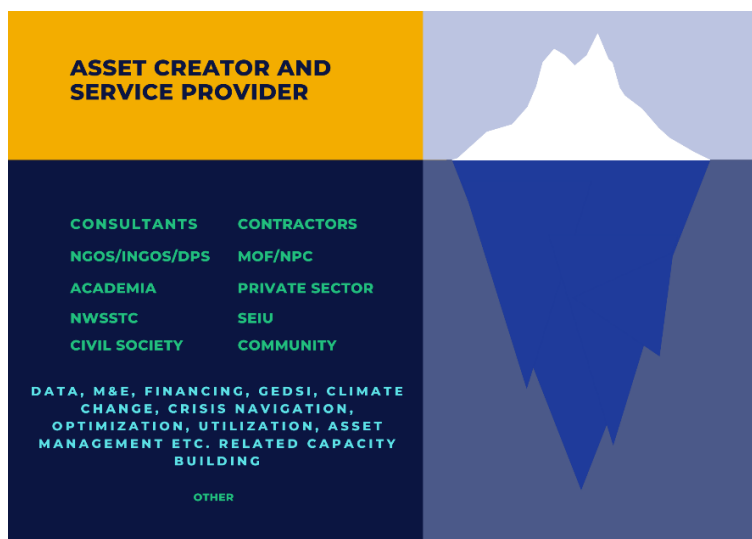 ASSET CREATOR AND
SERVICE PROVIDER
CONSULTANTS CONTRACTORS
NGOS/INGOS/DPS MOF/NPC
ACADEMIA PRIVATE SECTOR
NWSSTC SEIU
CIVIL SOCIETY COMMUNITY
DATA, M&E, FINANCING, GEDSI, CLIMATE
CHANGE, CRISIS NAVIGATION,
OPTIMIZATION, UTILIZATION, ASSET
MANAGEMENT ETC. RELATED CAPACITY
BUILDING
OTHER